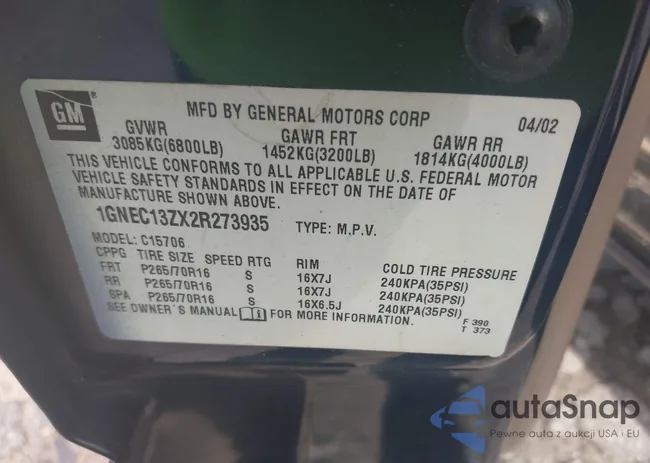 GM ®
MFD BY GENERAL MOTORS CORP 04/02
GVWR GAWR FRT GAWR RR
3085KG(6800LB) 1452KG(3200LB) 1814KG(4000LB)
THIS VEHICLE CONFORMS TO ALL APPLICABLE U.S. FEDERAL MOTOR
VEHICLE SAFETY STANDARDS IN EFFECT ON THE DATE OF
MANUFACTURE SHOWN ABOVE.
1GNEC13ZX2R273935 TYPE: M.P.V.
MODEL: C15706
CPPG TIRE SIZE SPEED RTG RIM COLD TIRE PRESSURE
FRT P265/70R16 S 16X7J 240KPA(35PSI)
RR P265/70R16 S 16X7J 240KPA(35PSI)
SPA P265/70R16 S 16X6.5J 240KPA(35PSI)
SEE OWNER'S MANUAL i FOR MORE INFORMATION.
F 390
T 373
autaSnap
Pewne auta z aukcji USA i EU